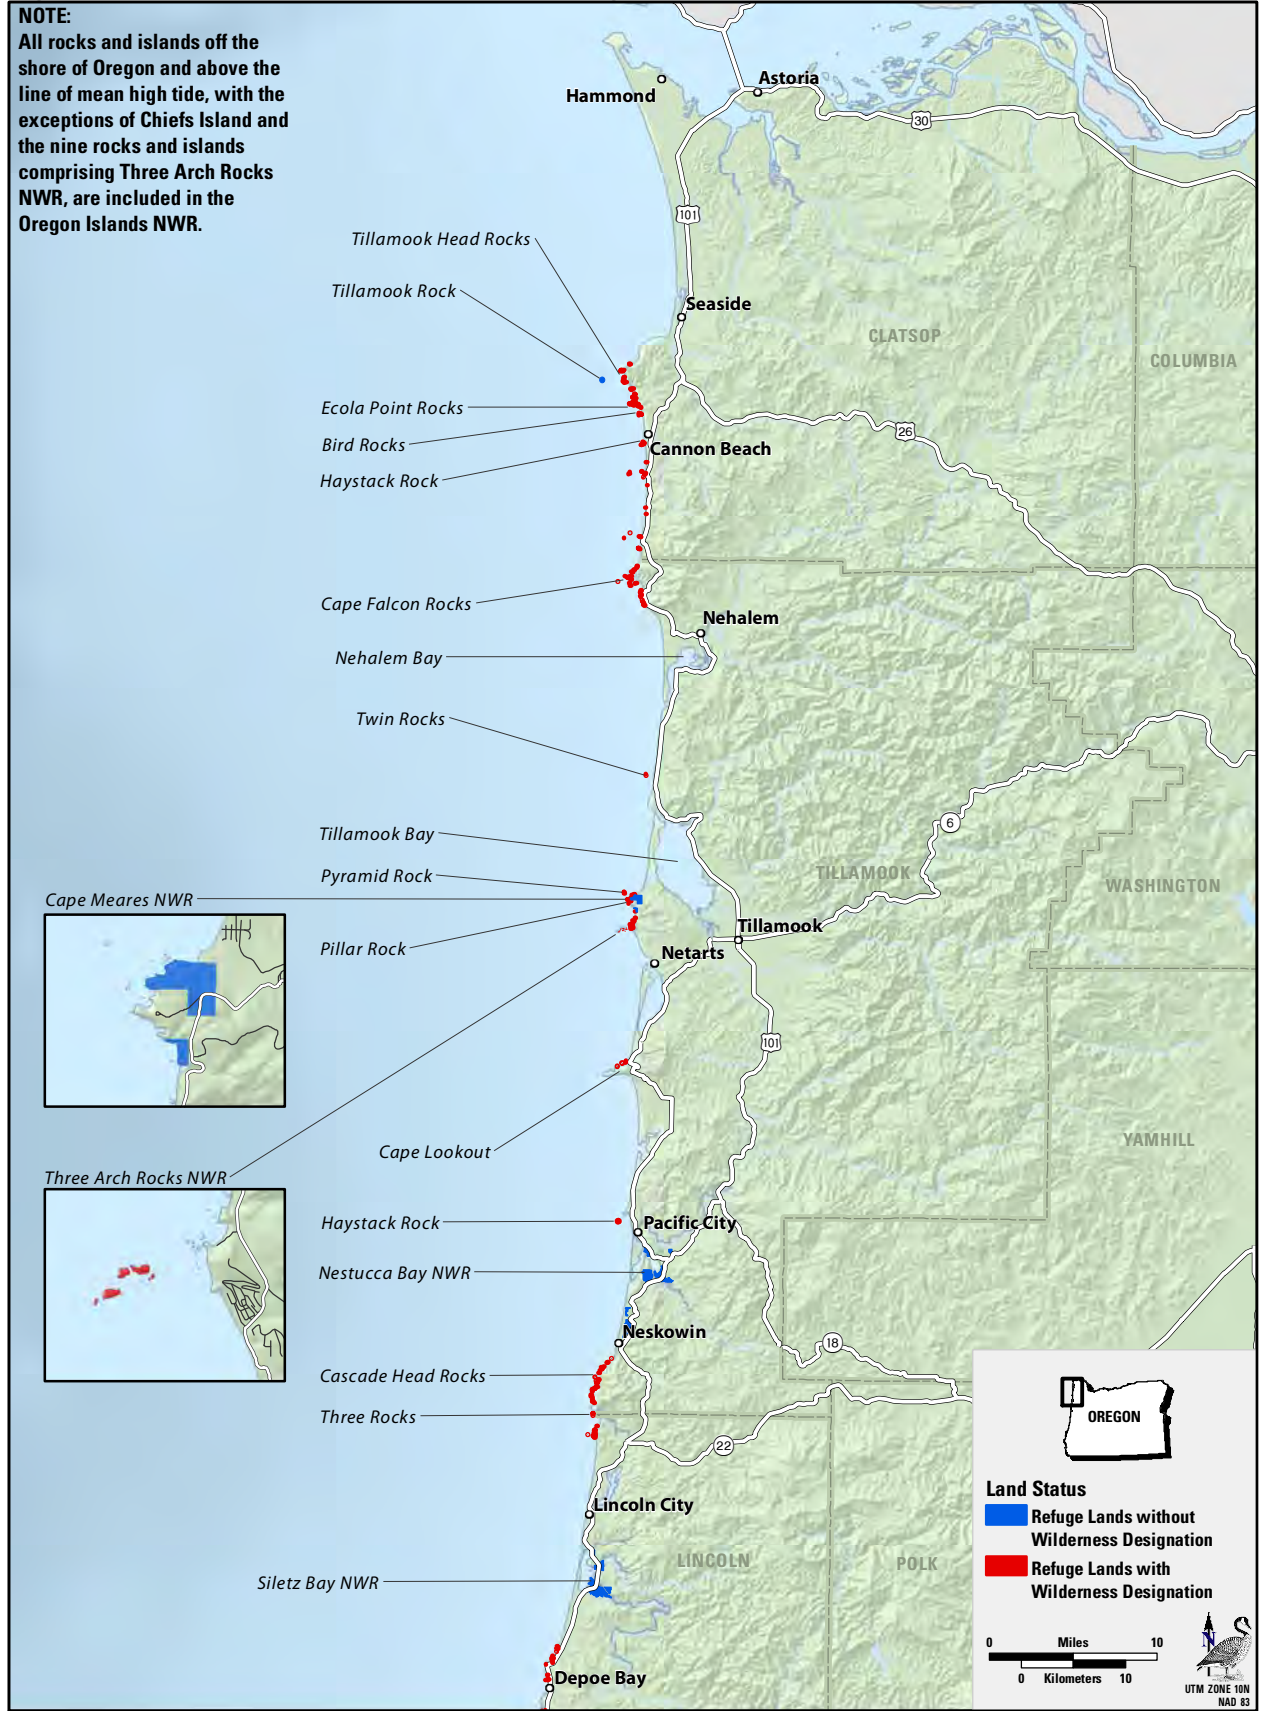 NOTE:
All rocks and islands off the
shore of Oregon and above the
line of mean high tide, with the
exceptions of Chiefs Island and
the nine rocks and islands
comprising Three Arch Rocks
NWR, are included in the
Oregon Islands NWR.
Hammond
Astoria
30
101
Tillamook Head Rocks
Tillamook Rock
Seaside
CLATSOP
COLUMBIA
Ecola Point Rocks
Bird Rocks
Haystack Rock
Cannon Beach
26
Cape Falcon Rocks
Nehalem
Nehalem Bay
Twin Rocks
Tillamook Bay
6
Pyramid Rock
TILLAMOOK
WASHINGTON
Cape Meares NWR
Pillar Rock
Tillamook
Netarts
101
Cape Lookout
YAMHILL
Three Arch Rocks NWR
Haystack Rock
Pacific City
Nestucca Bay NWR
Neskowin
18
Cascade Head Rocks
Three Rocks
22
Lincoln City
LINCOLN
POLK
Siletz Bay NWR
Depoe Bay
OREGON
Land Status
Refuge Lands without
Wilderness Designation
Refuge Lands with
Wilderness Designation
0 Miles 10
0 Kilometers 10
N
UTM ZONE 10N
NAD 83